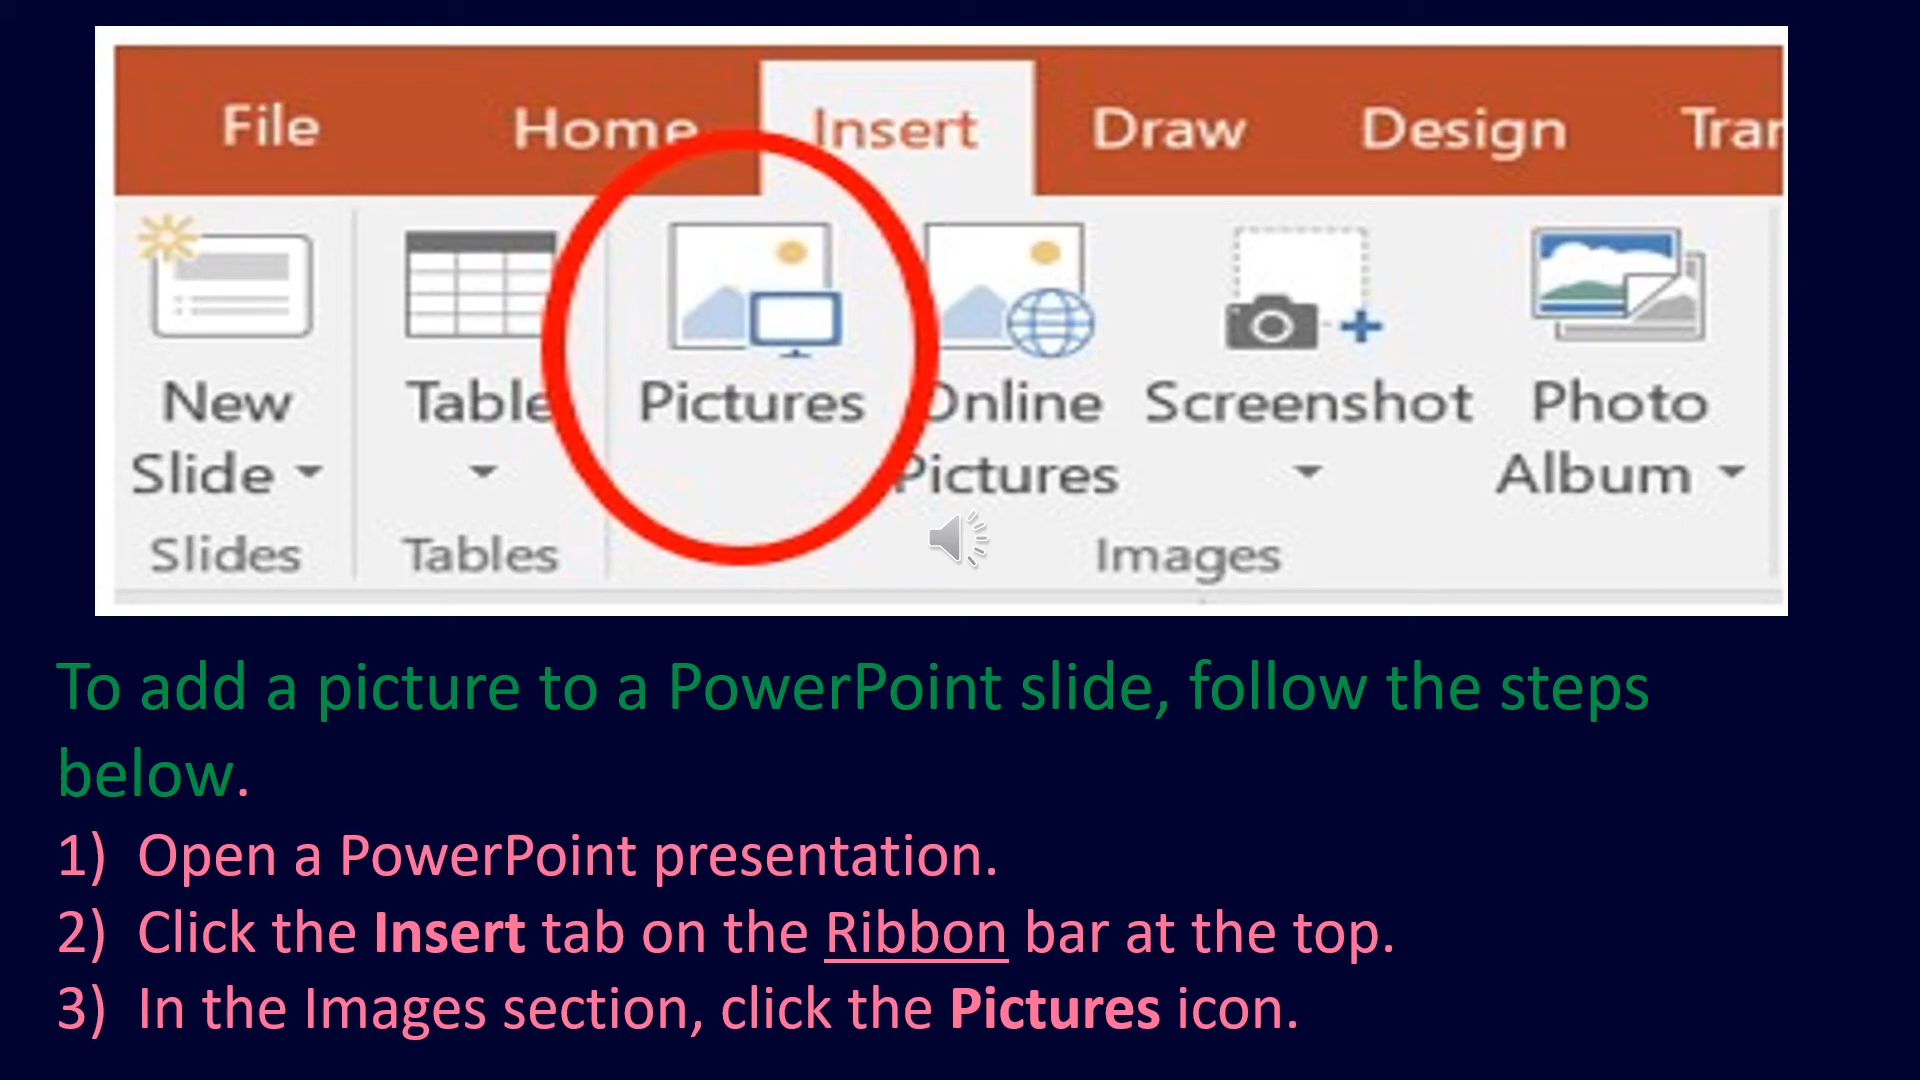 File Home Insert Draw Design Tran
New Table Pictures Online Screenshot Photo
Slide Pictures Album
Slides Tables Images
To add a picture to a PowerPoint slide, follow the steps
below.
1) Open a PowerPoint presentation.
2) Click the Insert tab on the Ribbon bar at the top.
3) In the Images section, click the Pictures icon.